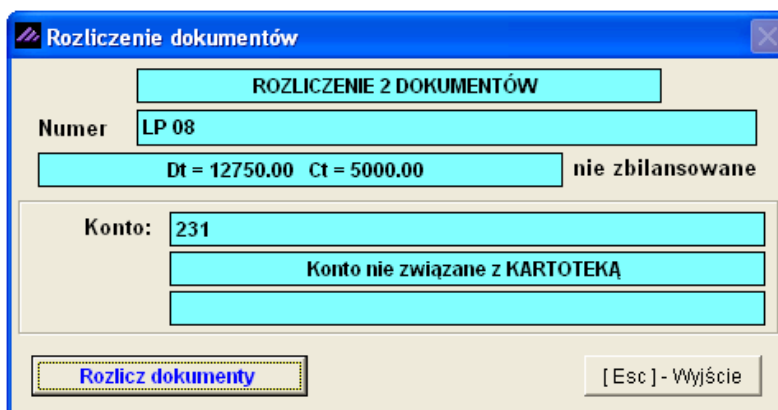 Rozliczenie dokumentów
ROZLICZENIE 2 DOKUMENTÓW
Numer LP 08
Dt = 12750.00 Ct = 5000.00 nie zbilansowane
Konto: 231
Konto nie związane z KARTOTEKĄ
Rozlicz dokumenty [ Esc ] - Wyjście